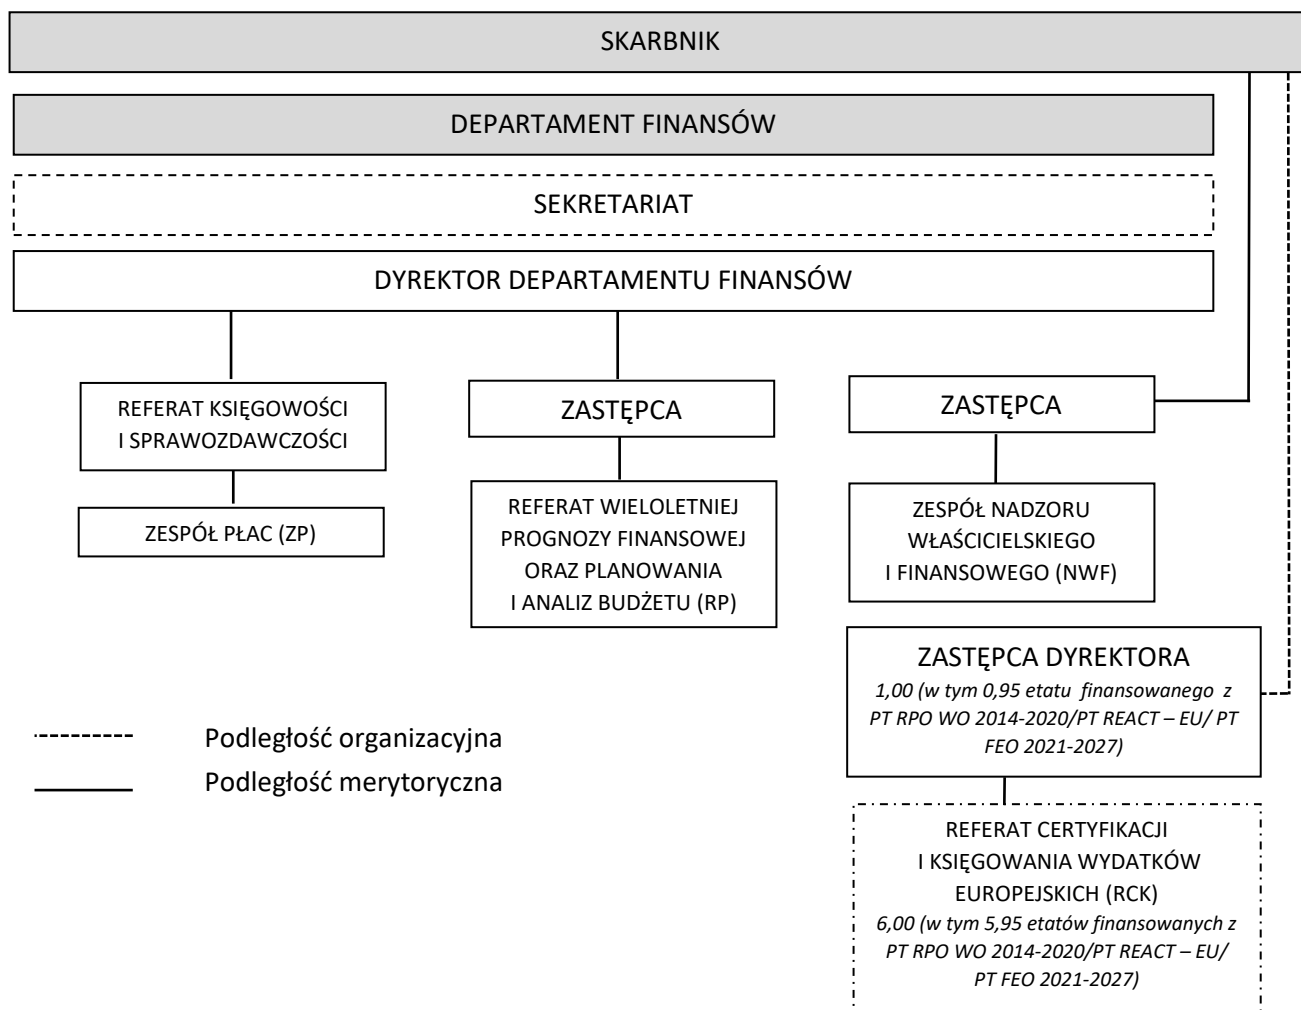 SKARBNIK
DEPARTAMENT FINANSÓW
SEKRETARIAT
DYREKTOR DEPARTAMENTU FINANSÓW
REFERAT KSIĘGOWOŚCI
I SPRAWOZDAWCZOŚCI
ZESPÓŁ PŁAC (ZP)
ZASTĘPCA
REFERAT WIELOLETNIEJ
PROGNOZY FINANSOWEJ
ORAZ PLANOWANIA
I ANALIZ BUDŻETU (RP)
ZASTĘPCA
ZESPÓŁ NADZORU
WŁAŚCICIELSKIEGO
I FINANSOWEGO (NWF)
ZASTĘPCA DYREKTORA
1,00 (w tym 0,95 etatu finansowanego z
PT RPO WO 2014-2020/PT REACT – EU/ PT
FEO 2021-2027)
REFERAT CERTYFIKACJI
I KSIĘGOWANIA WYDATKÓW
EUROPEJSKICH (RCK)
6,00 (w tym 5,95 etatów finansowanych z
PT RPO WO 2014-2020/PT REACT – EU/
PT FEO 2021-2027)
Podległość organizacyjna
Podległość merytoryczna